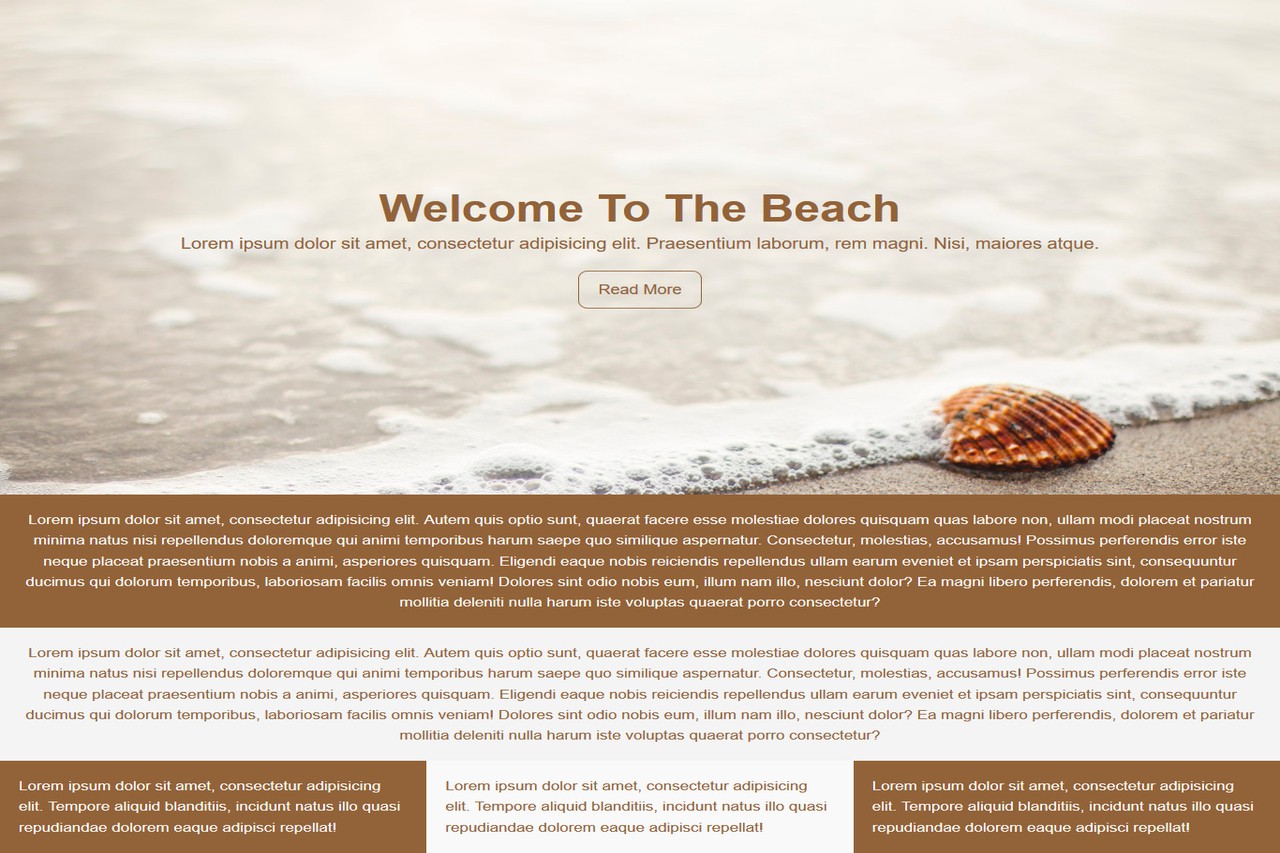 Welcome To The Beach
Lorem ipsum dolor sit amet, consectetur adipisicing elit. Praesentium laborum, rem magni. Nisi, maiores atque.
Read More
Lorem ipsum dolor sit amet, consectetur adipisicing elit. Autem quis optio sunt, quaerat facere esse molestiae dolores quisquam quas labore non, ullam modi placeat nostrum
minima natus nisi repellendus doloremque qui animi temporibus harum saepe quo similique aspernatur. Consectetur, molestias, accusamus! Possimus perferendis error iste
neque placeat praesentium nobis a animi, asperiores quisquam. Eligendi eaque nobis reiciendis repellendus ullam earum eveniet et ipsam perspiciatis sint, consequuntur
ducimus qui dolorum temporibus, laboriosam facilis omnis veniam! Dolores sint odio nobis eum, illum nam illo, nesciunt dolor? Ea magni libero perferendis, dolorem et pariatur
mollitia deleniti nulla harum iste voluptas quaerat porro consectetur?
Lorem ipsum dolor sit amet, consectetur adipisicing elit. Autem quis optio sunt, quaerat facere esse molestiae dolores quisquam quas labore non, ullam modi placeat nostrum
minima natus nisi repellendus doloremque qui animi temporibus harum saepe quo similique aspernatur. Consectetur, molestias, accusamus! Possimus perferendis error iste
neque placeat praesentium nobis a animi, asperiores quisquam. Eligendi eaque nobis reiciendis repellendus ullam earum eveniet et ipsam perspiciatis sint, consequuntur
ducimus qui dolorum temporibus, laboriosam facilis omnis veniam! Dolores sint odio nobis eum, illum nam illo, nesciunt dolor? Ea magni libero perferendis, dolorem et pariatur
mollitia deleniti nulla harum iste voluptas quaerat porro consectetur?
Lorem ipsum dolor sit amet, consectetur adipisicing
elit. Tempore aliquid blanditiis, incidunt natus illo quasi
repudiandae dolorem eaque adipisci repellat!
Lorem ipsum dolor sit amet, consectetur adipisicing
elit. Tempore aliquid blanditiis, incidunt natus illo quasi
repudiandae dolorem eaque adipisci repellat!
Lorem ipsum dolor sit amet, consectetur adipisicing
elit. Tempore aliquid blanditiis, incidunt natus illo quasi
repudiandae dolorem eaque adipisci repellat!